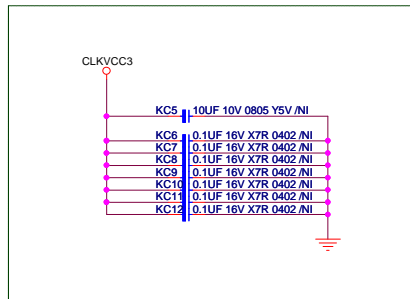 CLKVCC3
KC5 10UF 10V 0805 Y5V /NI
KC6 0.1UF 16V X7R 0402 /NI
KC7 0.1UF 16V X7R 0402 /NI
KC8 0.1UF 16V X7R 0402 /NI
KC9 0.1UF 16V X7R 0402 /NI
KC10 0.1UF 16V X7R 0402 /NI
KC11 0.1UF 16V X7R 0402 /NI
KC12 0.1UF 16V X7R 0402 /NI